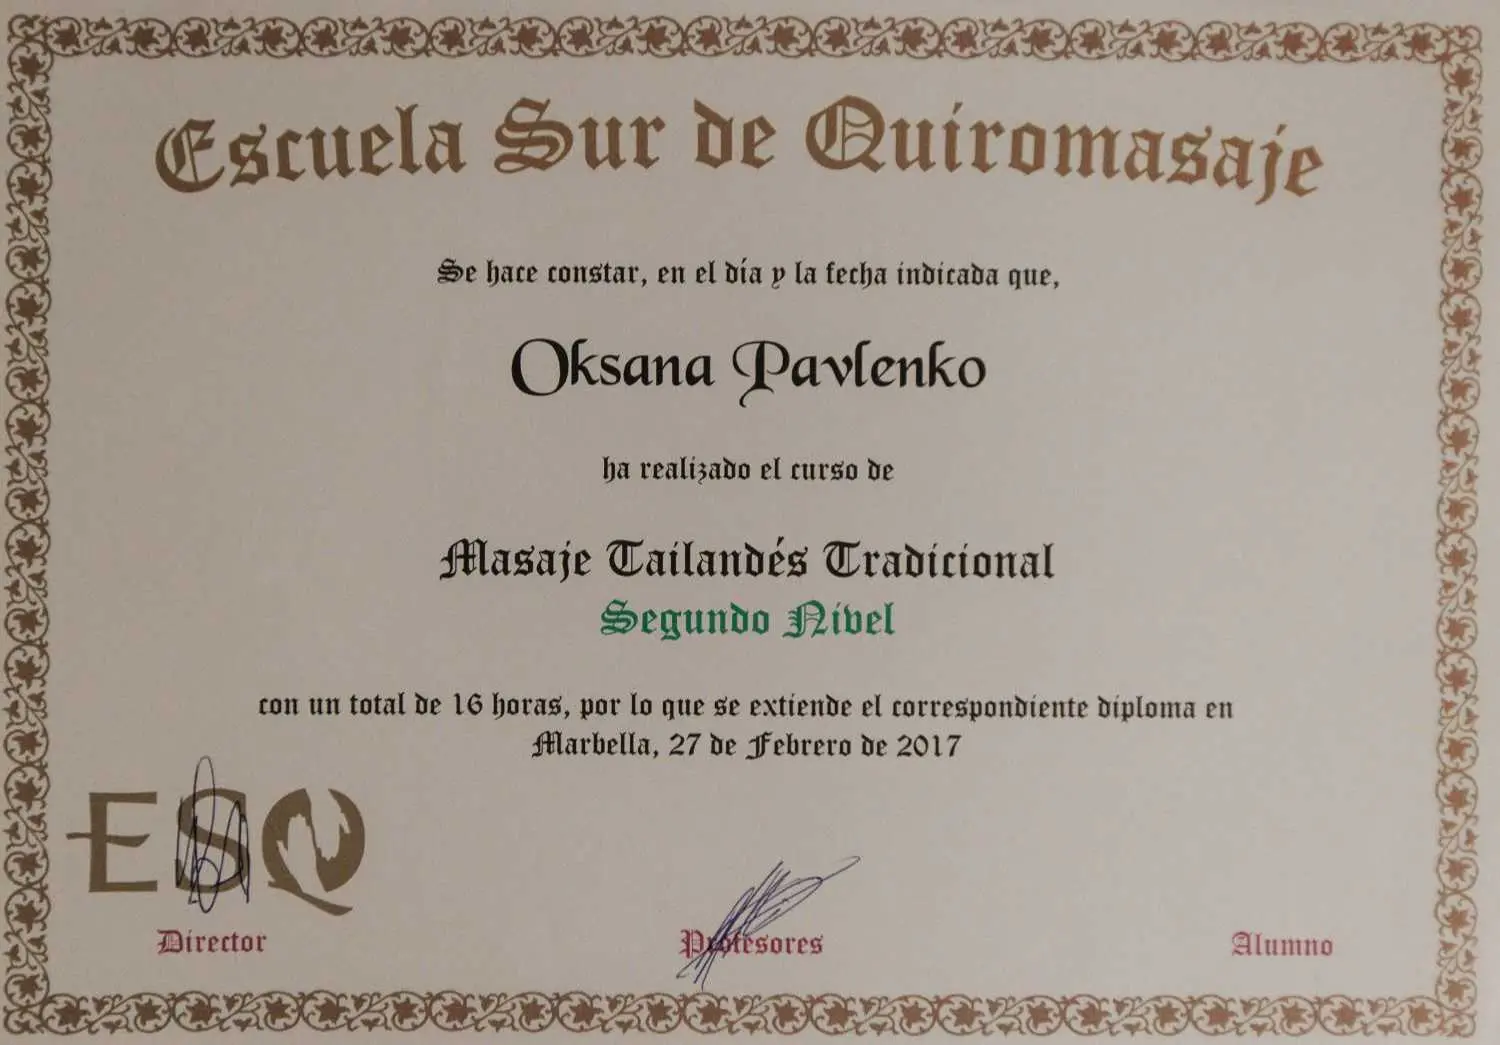 Escuela Sur de Quiromasaje
Se hace constar, en el día y la fecha indicada que,
Oksana Pavlenko
ha realizado el curso de
Masaje Tailandés Tradicional
Segundo Nivel
con un total de 16 horas, por lo que se extiende el correspondiente diploma en
Marbella, 27 de Febrero de 2017
ESQ
Director
Profesores
Alumno